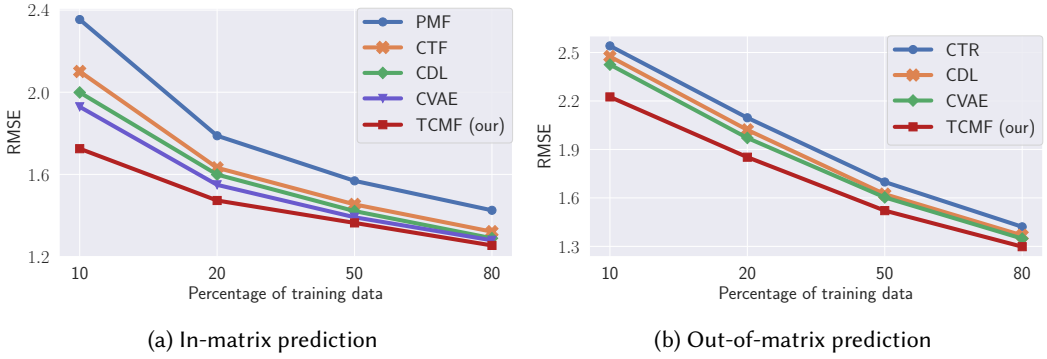 2.4
2.0
1.6
1.2
RMSE
10 20 50 80
Percentage of training data
PMF
CTF
CDL
CVAE
TCMF (our)
(a) In-matrix prediction
2.5
2.2
1.9
1.6
1.3
RMSE
10 20 50 80
Percentage of training data
CTR
CDL
CVAE
TCMF (our)
(b) Out-of-matrix prediction